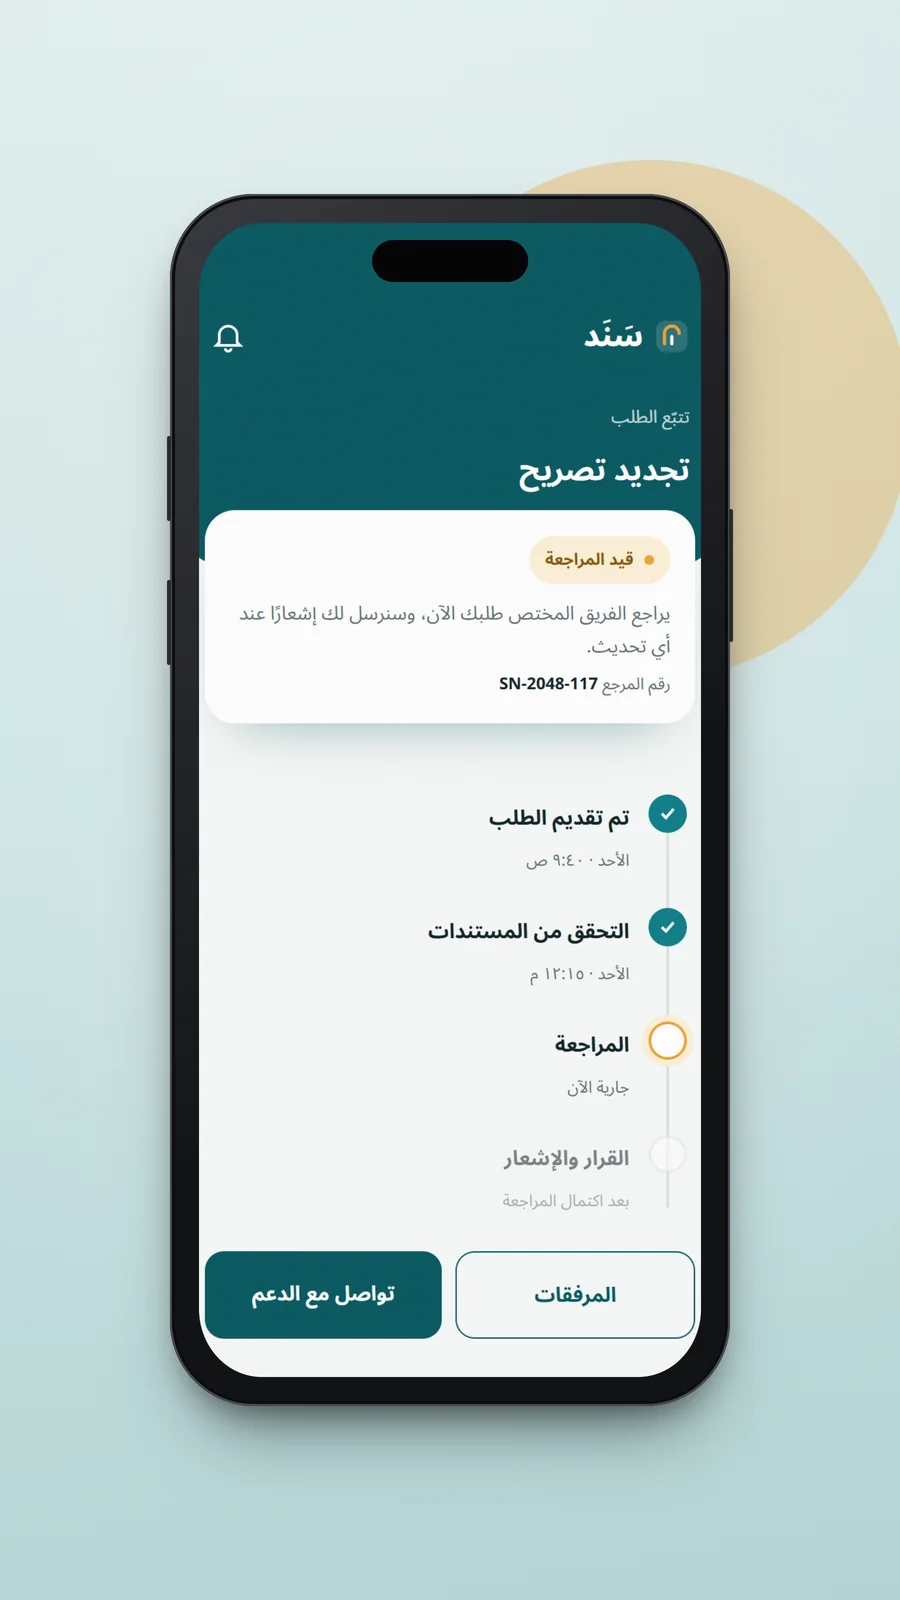 سَنَد
تتبّع الطلب
تجديد تصريح
قيد المراجعة
يراجع الفريق المختص طلبك الآن، وسنرسل لك إشعارًا عند
أي تحديث.
رقم المرجع SN-2048-117
تم تقديم الطلب
الأحد · ٩:٤٠ ص
التحقق من المستندات
الأحد · ١٢:١٥ م
المراجعة
جارية الآن
القرار والإشعار
بعد اكتمال المراجعة
المرفقات
تواصل مع الدعم